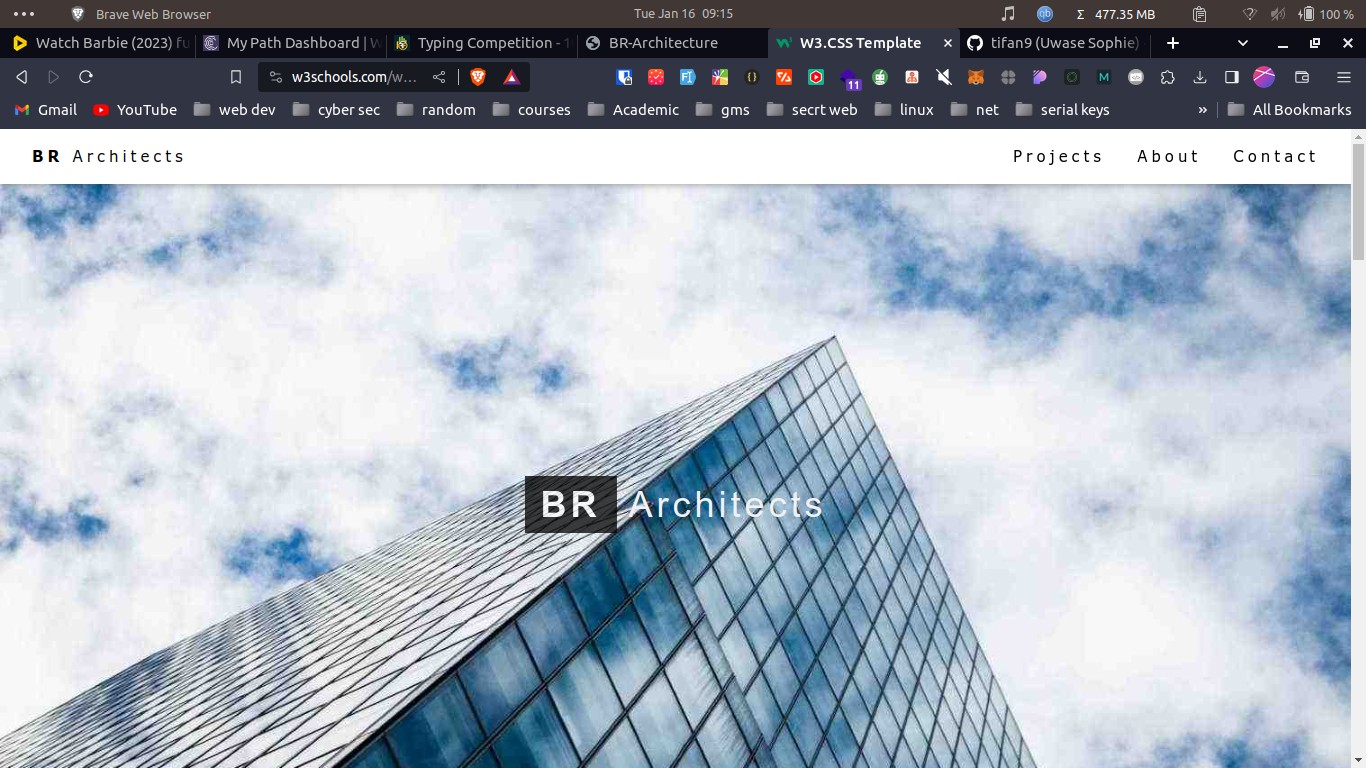 Brave Web Browser
Tue Jan 16 09:15
Σ 477.35 MB
100 %
Watch Barbie (2023) fu
My Path Dashboard | W
Typing Competition - 1
BR-Architecture
W3.CSS Template
tifan9 (Uwase Sophie)
w3schools.com/w...
11
Gmail
YouTube
web dev
cyber sec
random
courses
Academic
gms
secrt web
linux
net
serial keys
»
All Bookmarks
BR Architects
Projects
About
Contact
BR Architects